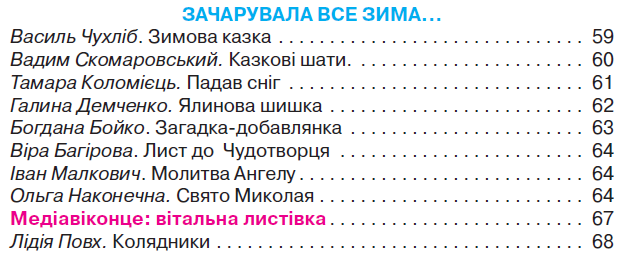 ЗАЧАРУВАЛА ВСЕ ЗИМА...
Василь Чухліб. Зимова казка . . . . . . . . . . . . . . . . . . . . . . . . . . . . . . 59
Вадим Скомаровський. Казкові шати. . . . . . . . . . . . . . . . . . . . . . . 60
Тамара Коломієць. Падав сніг . . . . . . . . . . . . . . . . . . . . . . . . . . . . . 61
Галина Демченко. Ялинова шишка . . . . . . . . . . . . . . . . . . . . . . . . . 62
Богдана Бойко. Загадка-добавлянка . . . . . . . . . . . . . . . . . . . . . . . 63
Віра Багірова. Лист до Чудотворця . . . . . . . . . . . . . . . . . . . . . . . . 64
Іван Малкович. Молитва Ангелу . . . . . . . . . . . . . . . . . . . . . . . . . . . . 64
Ольга Наконечна. Свято Миколая . . . . . . . . . . . . . . . . . . . . . . . . . . 64
Медіавіконце: вітальна листівка . . . . . . . . . . . . . . . . . . . . . . . . . 67
Лідія Повх. Колядники . . . . . . . . . . . . . . . . . . . . . . . . . . . . . . . . . . . . 68